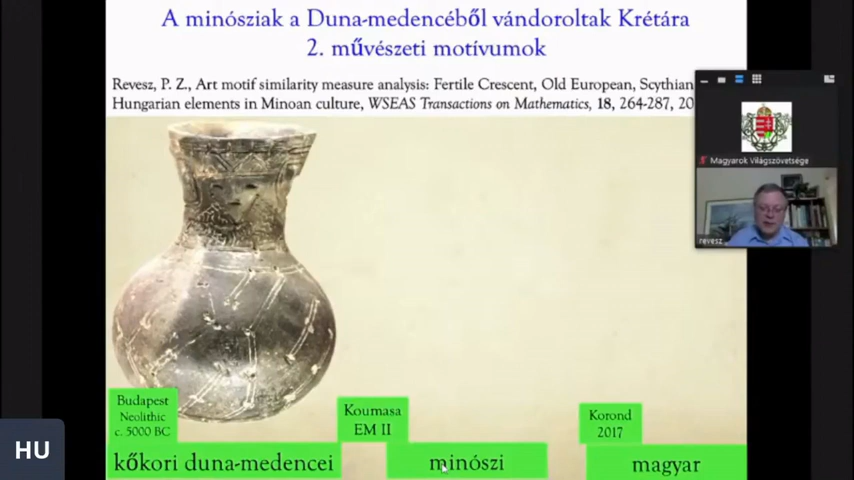 A minósziak a Duna-medencéből vándoroltak Krétára
2. művészeti motívumok
Revesz, P. Z., Art motif similarity measure analysis: Fertile Crescent, Old European, Scythian
Hungarian elements in Minoan culture, WSEAS Transactions on Mathematics, 18, 264-287, 20
Magyarok Világszövetsége
revesz
Budapest
Neolithic
c. 5000 BC
Koumasa
EM II
Korond
2017
HU
kőkori duna-medencei
minószi
magyar